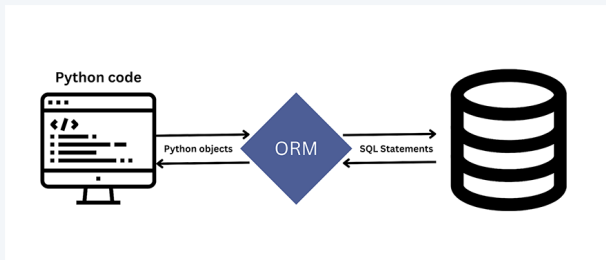 Python code
</>
Python objects
ORM
SQL Statements